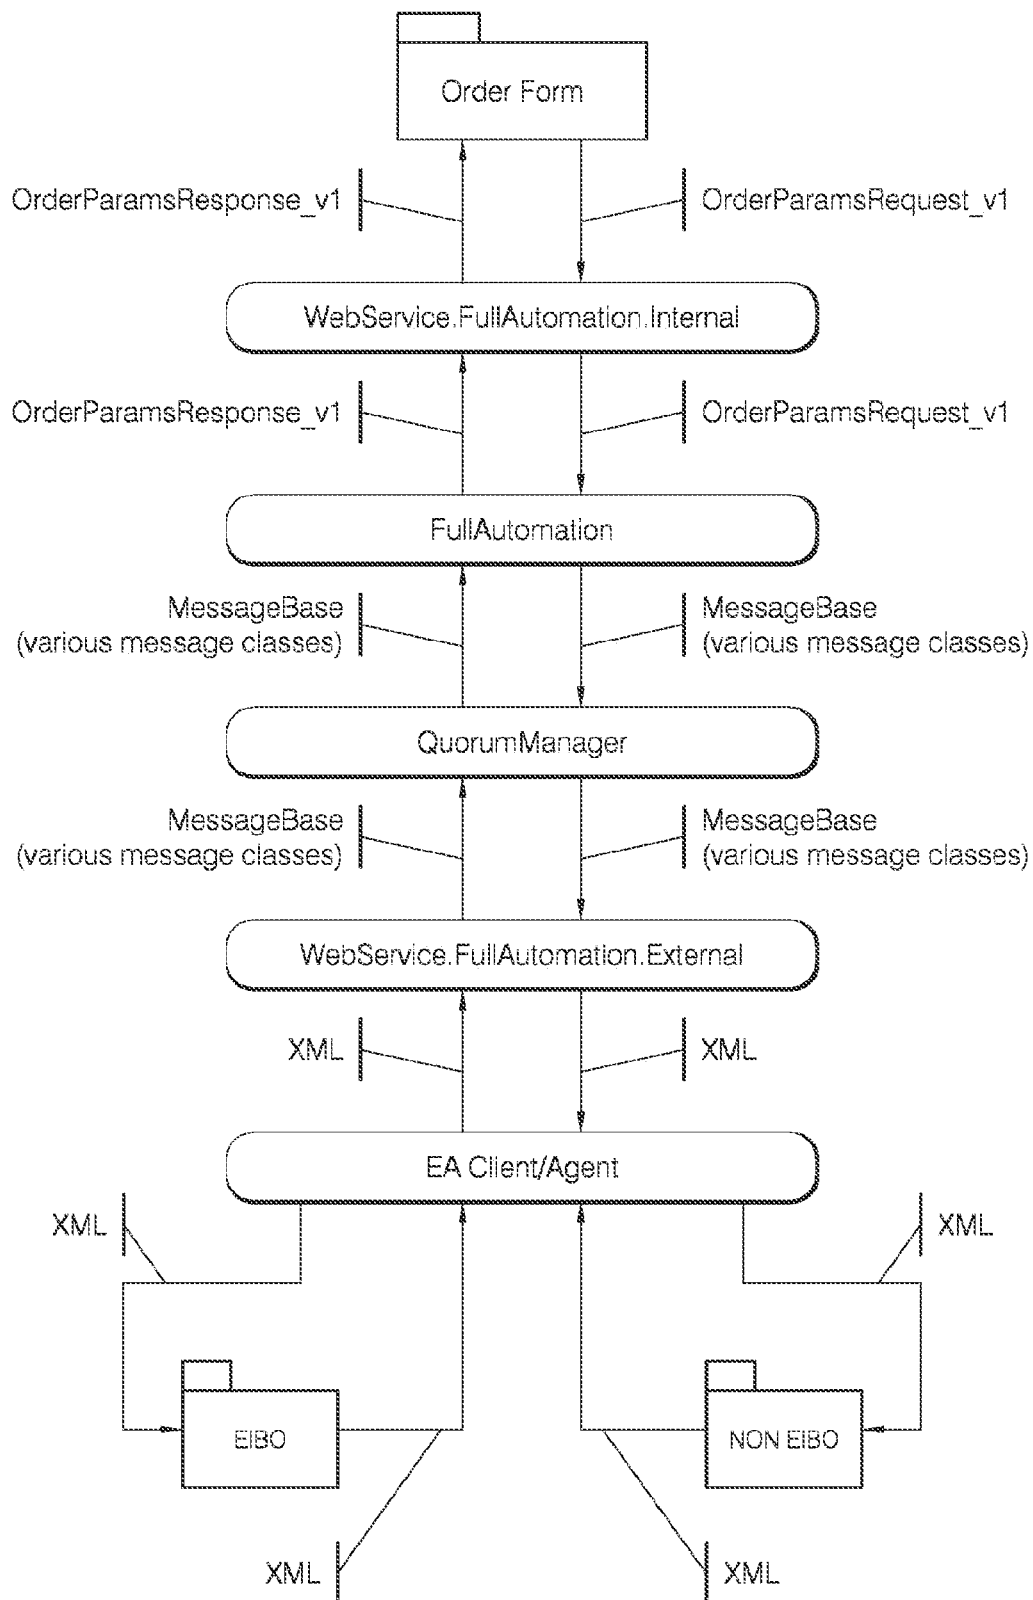 Order Form
OrderParamsResponse_v1
OrderParamsRequest_v1
WebService.FullAutomation.Internal
OrderParamsResponse_v1
OrderParamsRequest_v1
FullAutomation
MessageBase
(various message classes)
MessageBase
(various message classes)
QuorumManager
MessageBase
(various message classes)
MessageBase
(various message classes)
WebService.FullAutomation.External
XML
XML
EA Client/Agent
XML
XML
EIBO
NON EIBO
XML
XML